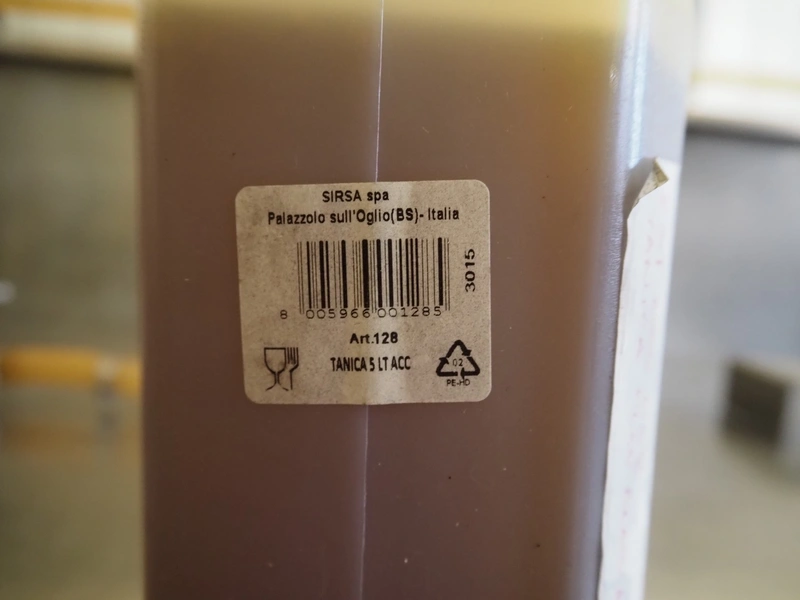 SIRSA spa
Palazzolo sull'Oglio(BS)- Italia
3015
8 005966 001285
Art.128
TANICA 5 LT ACC
02
PE-HD